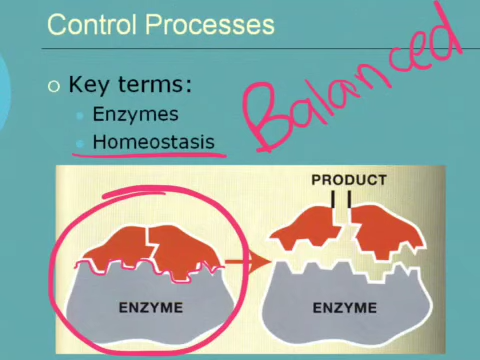 Control Processes
Key terms:
Balanced
Enzymes
Homeostasis
PRODUCT
ENZYME
ENZYME